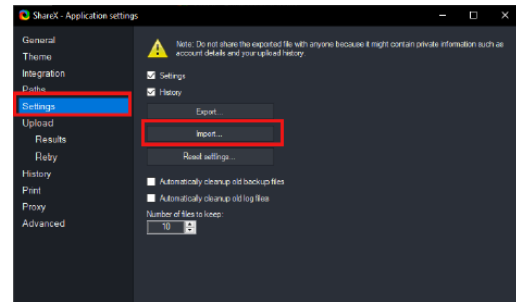 ShareX - Application settings
General
Theme
Integration
Paths
Settings
Upload
Results
Retry
History
Print
Proxy
Advanced
Note: Do not share the exported file with anyone because it might contain private information such as
account details and your upload history.
Settings
History
Export...
Import...
Reset settings...
Automatically cleanup old backup files
Automatically cleanup old log files
Number of files to keep:
10